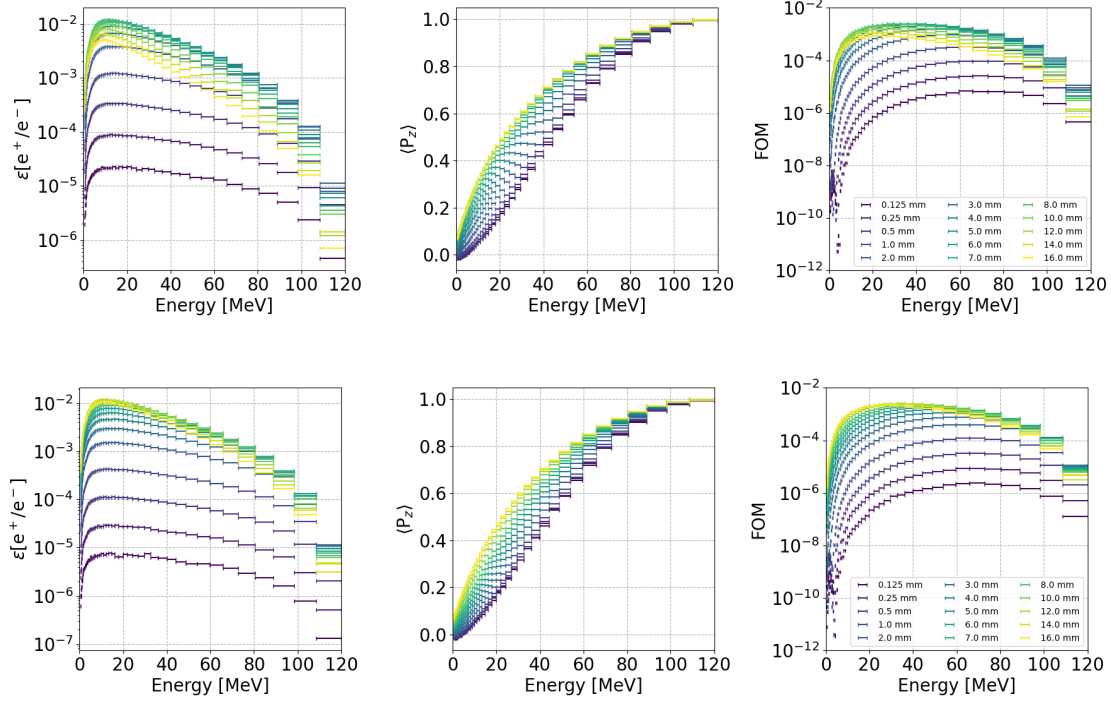 10⁻²
10⁻³
10⁻⁴
10⁻⁵
10⁻⁶
ε[e⁺/e⁻]
0 20 40 60 80 100 120
Energy [MeV]
1.0
0.8
0.6
0.4
0.2
0.0
⟨P_z⟩
0 20 40 60 80 100 120
Energy [MeV]
10⁻²
10⁻⁴
10⁻⁶
10⁻⁸
10⁻¹⁰
10⁻¹²
FOM
0.125 mm 3.0 mm 8.0 mm
0.25 mm 4.0 mm 10.0 mm
0.5 mm 5.0 mm 12.0 mm
1.0 mm 6.0 mm 14.0 mm
2.0 mm 7.0 mm 16.0 mm
0 20 40 60 80 100 120
Energy [MeV]
10⁻²
10⁻³
10⁻⁴
10⁻⁵
10⁻⁶
10⁻⁷
ε[e⁺/e⁻]
0 20 40 60 80 100 120
Energy [MeV]
1.0
0.8
0.6
0.4
0.2
0.0
⟨P_z⟩
0 20 40 60 80 100 120
Energy [MeV]
10⁻²
10⁻⁴
10⁻⁶
10⁻⁸
10⁻¹⁰
10⁻¹²
FOM
0.125 mm 3.0 mm 8.0 mm
0.25 mm 4.0 mm 10.0 mm
0.5 mm 5.0 mm 12.0 mm
1.0 mm 6.0 mm 14.0 mm
2.0 mm 7.0 mm 16.0 mm
0 20 40 60 80 100 120
Energy [MeV]